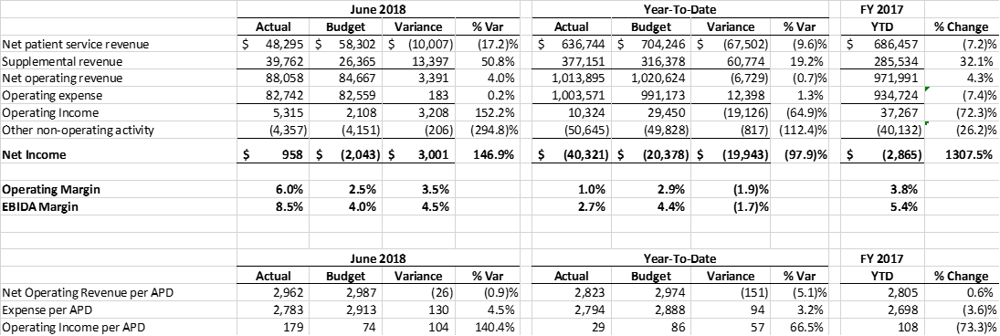 June 2018 Year-To-Date FY 2017
Actual Budget Variance % Var Actual Budget Variance % Var YTD % Change
Net patient service revenue $ 48,295 $ 58,302 $ (10,007) (17.2)% $ 636,744 $ 704,246 $ (67,502) (9.6)% $ 686,457 (7.2)%
Supplemental revenue 39,762 26,365 13,397 50.8% 377,151 316,378 60,774 19.2% 285,534 32.1%
Net operating revenue 88,058 84,667 3,391 4.0% 1,013,895 1,020,624 (6,729) (0.7)% 971,991 4.3%
Operating expense 82,742 82,559 183 0.2% 1,003,571 991,173 12,398 1.3% 934,724 (7.4)%
Operating Income 5,315 2,108 3,208 152.2% 10,324 29,450 (19,126) (64.9)% 37,267 (72.3)%
Other non-operating activity (4,357) (4,151) (206) (294.8)% (50,645) (49,828) (817) (112.4)% (40,132) (26.2)%
Net Income $ 958 $ (2,043) $ 3,001 146.9% $ (40,321) $ (20,378) $ (19,943) (97.9)% $ (2,865) 1307.5%
Operating Margin 6.0% 2.5% 3.5% 1.0% 2.9% (1.9)% 3.8%
EBIDA Margin 8.5% 4.0% 4.5% 2.7% 4.4% (1.7)% 5.4%
June 2018 Year-To-Date FY 2017
Actual Budget Variance % Var Actual Budget Variance % Var YTD % Change
Net Operating Revenue per APD 2,962 2,987 (26) (0.9)% 2,823 2,974 (151) (5.1)% 2,805 0.6%
Expense per APD 2,783 2,913 130 4.5% 2,794 2,888 94 3.2% 2,698 (3.6)%
Operating Income per APD 179 74 104 140.4% 29 86 57 66.5% 108 (73.3)%